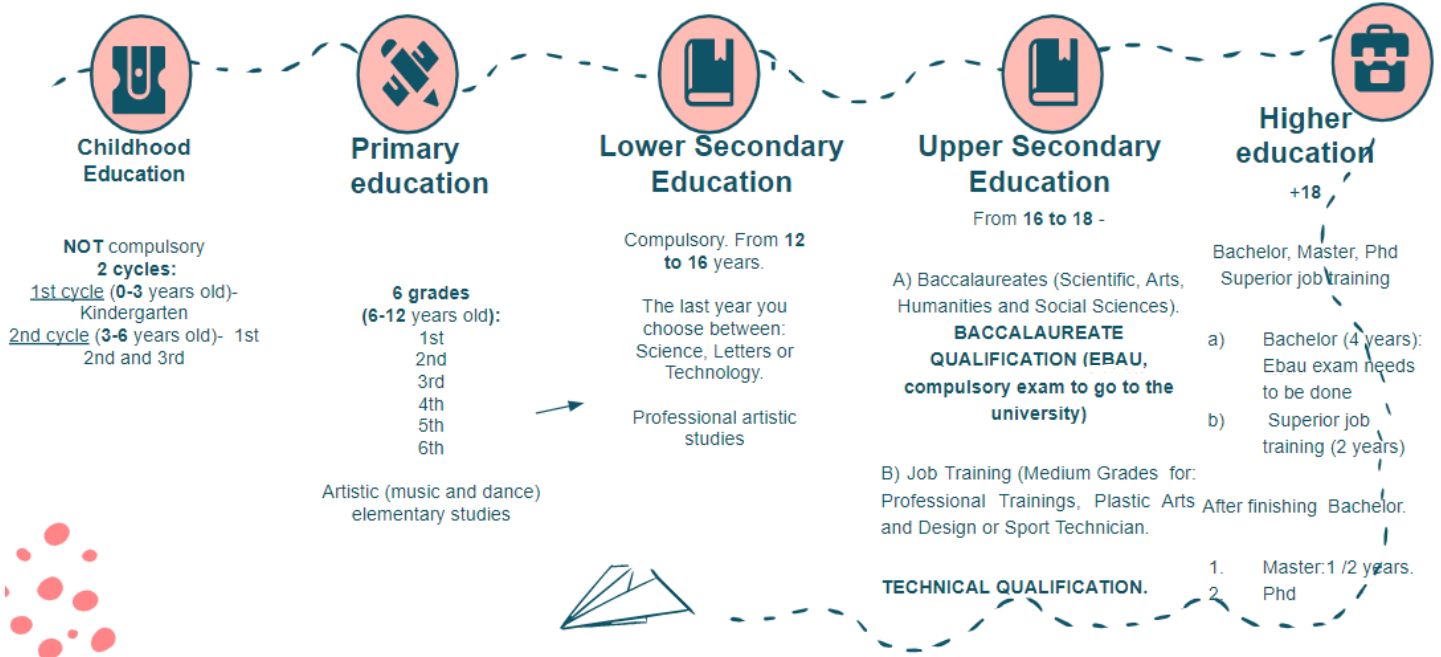 Childhood
Education
NOT compulsory
2 cycles:
1st cycle (0-3 years old)-
Kindergarten
2nd cycle (3-6 years old)- 1st
2nd and 3rd
Primary
education
6 grades
(6-12 years old):
1st
2nd
3rd
4th
5th
6th
Artistic (music and dance)
elementary studies
Lower Secondary
Education
Compulsory. From 12
to 16 years.
The last year you
choose between:
Science, Letters or
Technology.
Professional artistic
studies
Upper Secondary
Education
From 16 to 18 -
A) Baccalaureates (Scientific, Arts,
Humanities and Social Sciences).
BACCALAUREATE
QUALIFICATION (EBAU,
compulsory exam to go to the
university)
B) Job Training (Medium Grades for:
Professional Trainings, Plastic Arts
and Design or Sport Technician.
TECHNICAL QUALIFICATION.
Higher
education
+18
Bachelor, Master, Phd
Superior job training
a) Bachelor (4 years):
Ebau exam needs
to be done
b) Superior job
training (2 years)
After finishing Bachelor.
1. Master:1 /2 years.
2. Phd